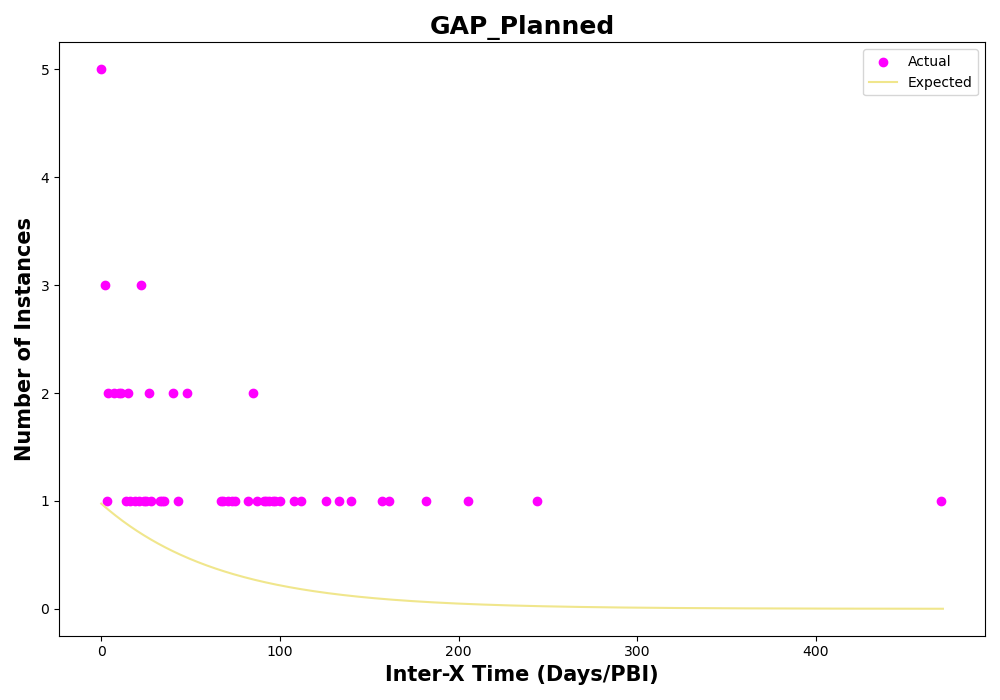 GAP_Planned
Actual
Expected
Number of Instances
5
4
3
2
1
0
0 100 200 300 400
Inter-X Time (Days/PBI)